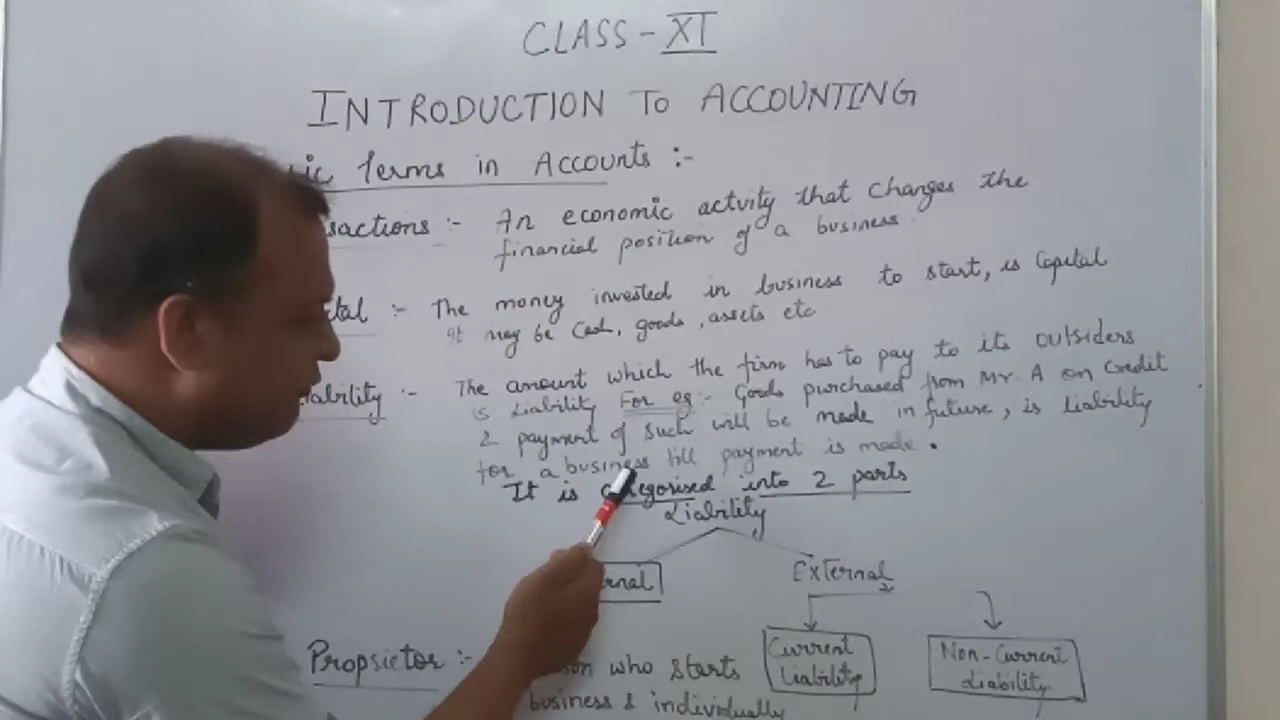 CLASS - XI
INTRODUCTION TO ACCOUNTING
ic Terms in Accounts :-
sactions :- An economic actvity that changes the
financial position of a business.
tal :- The money invested in business to start, is Capital
It may be Cash, goods, assets etc
ability :- The amount which the firm has to pay to its outsiders
is Liability For eg :- Goods purchased from Mr. A on Credit
& payment of such will be made in future, is liability
for a business till payment is made.
It is categorised into 2 parts
Liability
rnal External
Current Liability Non-Current Liability
Propsietor :- son who starts
business & individually